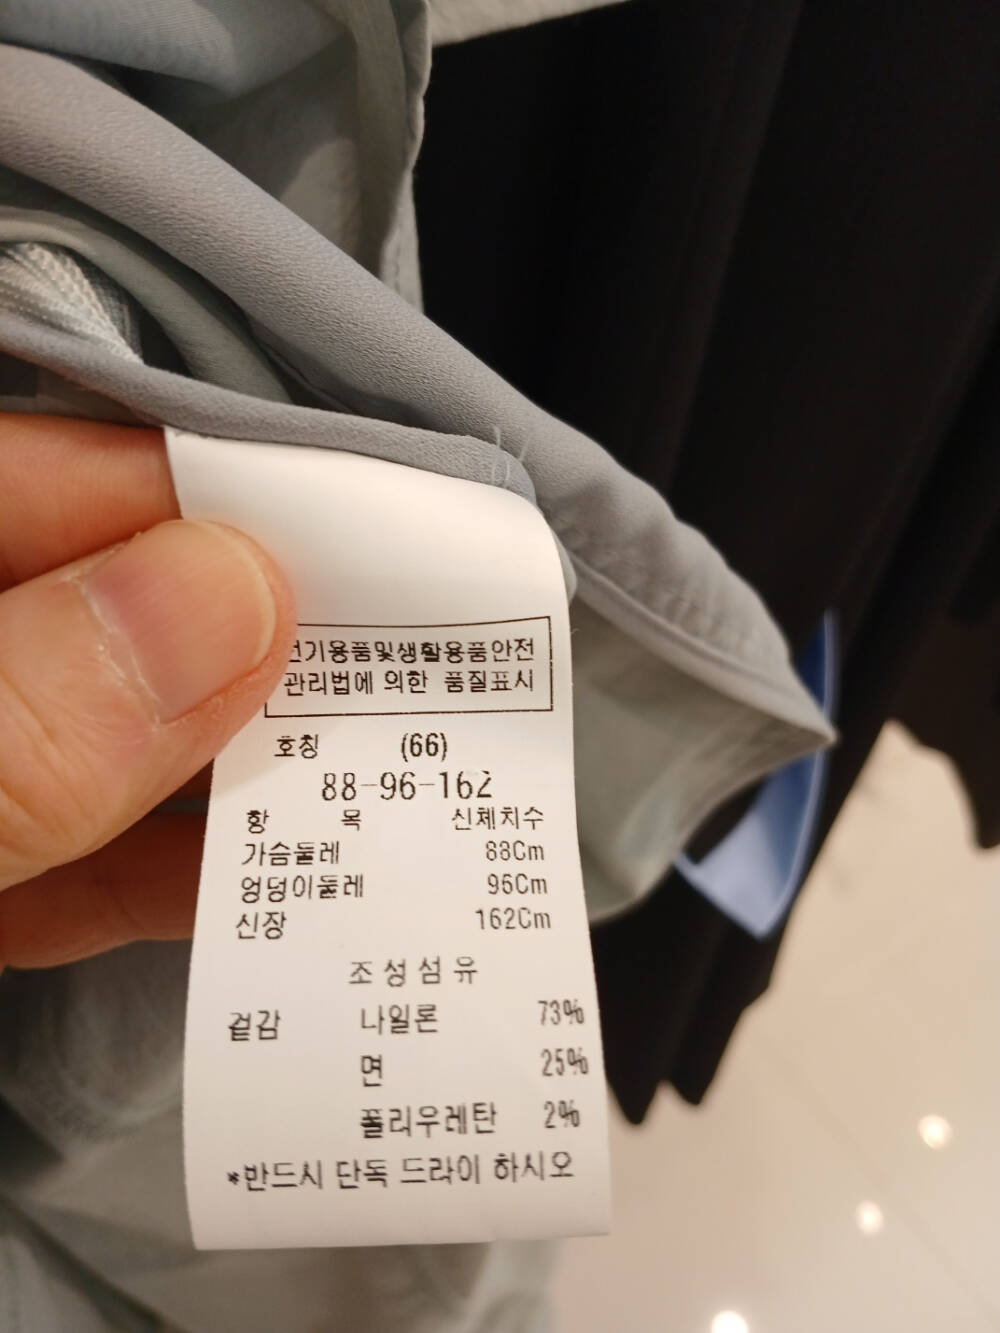 전기용품및생활용품안전
관리법에 의한 품질표시
호칭 (66)
88-96-162
항 목 신체치수
가슴둘레 88Cm
엉덩이둘레 96Cm
신장 162Cm
조성섬유
겉감 나일론 73%
면 25%
폴리우레탄 2%
*반드시 단독 드라이 하시오